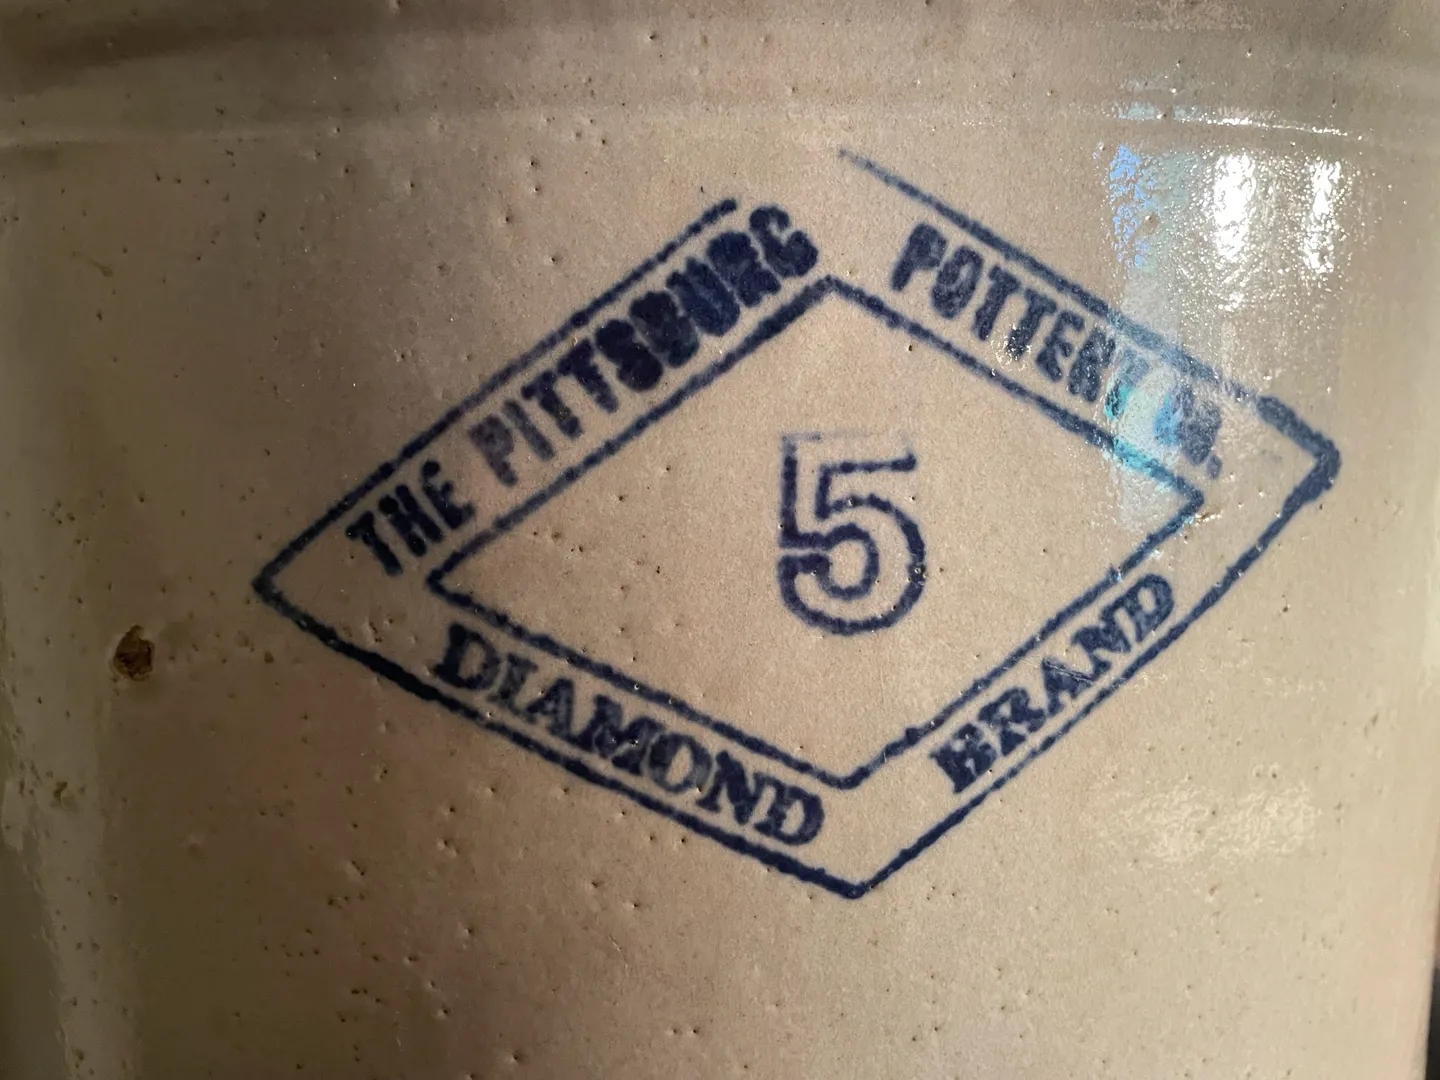 THE PITTSBURG
POTTERY CO.
5
DIAMOND
BRAND